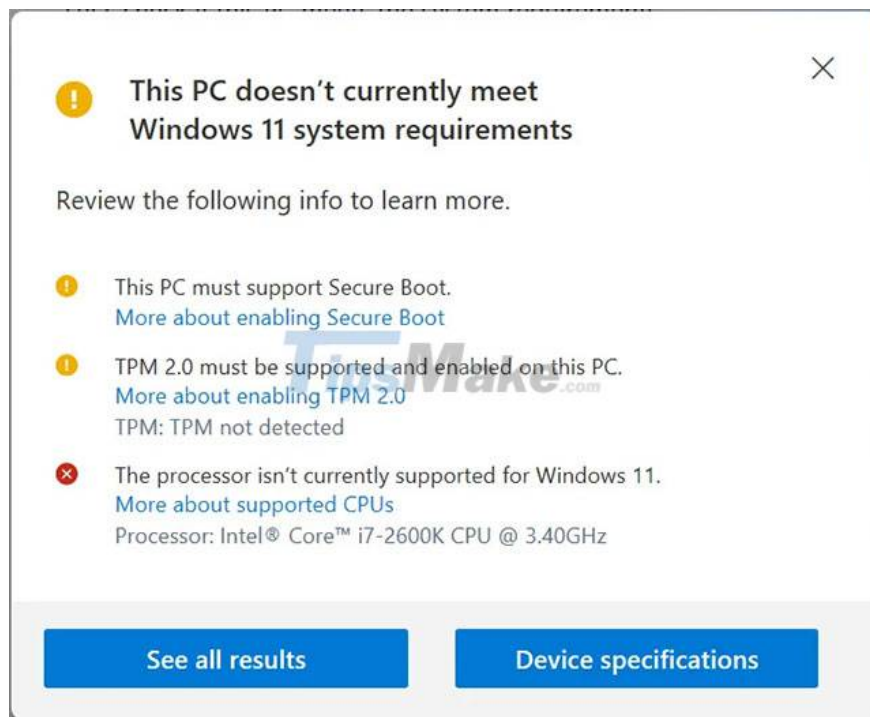 This PC doesn't currently meet
Windows 11 system requirements
Review the following info to learn more.
This PC must support Secure Boot.
More about enabling Secure Boot
TPM 2.0 must be supported and enabled on this PC.
More about enabling TPM 2.0
TPM: TPM not detected
TipsMake.com
The processor isn't currently supported for Windows 11.
More about supported CPUs
Processor: Intel® Core™ i7-2600K CPU @ 3.40GHz
See all results
Device specifications